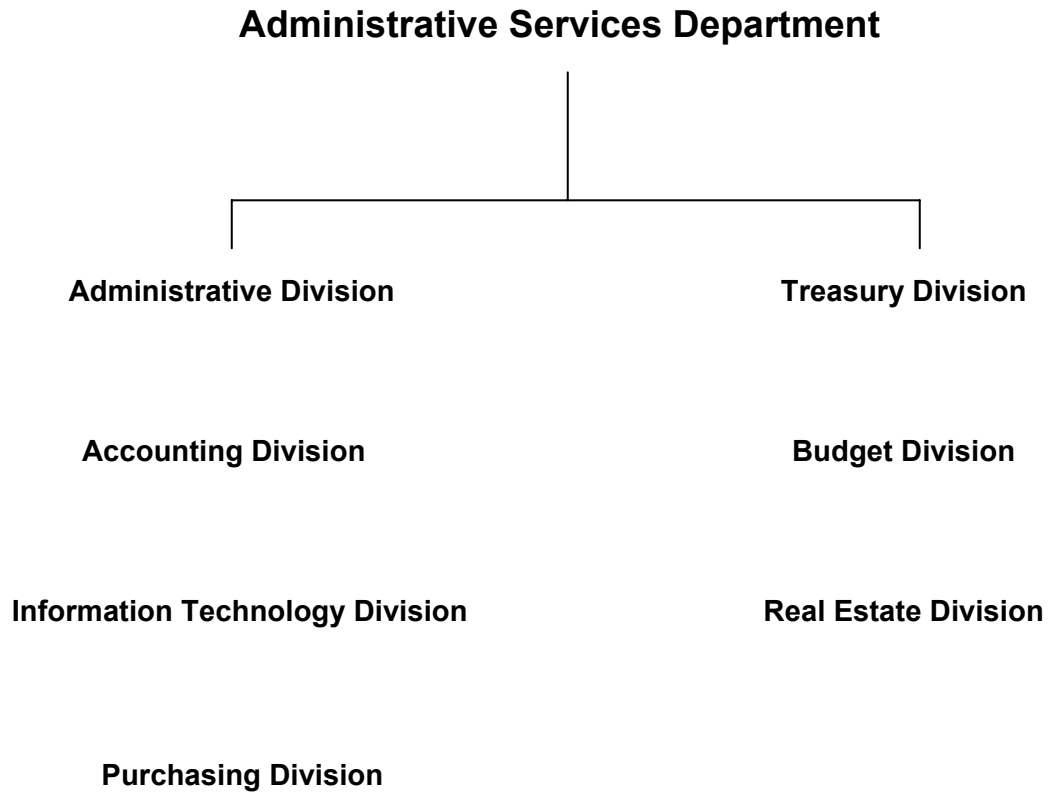 Administrative Services Department
Administrative Division
Treasury Division
Accounting Division
Budget Division
Information Technology Division
Real Estate Division
Purchasing Division